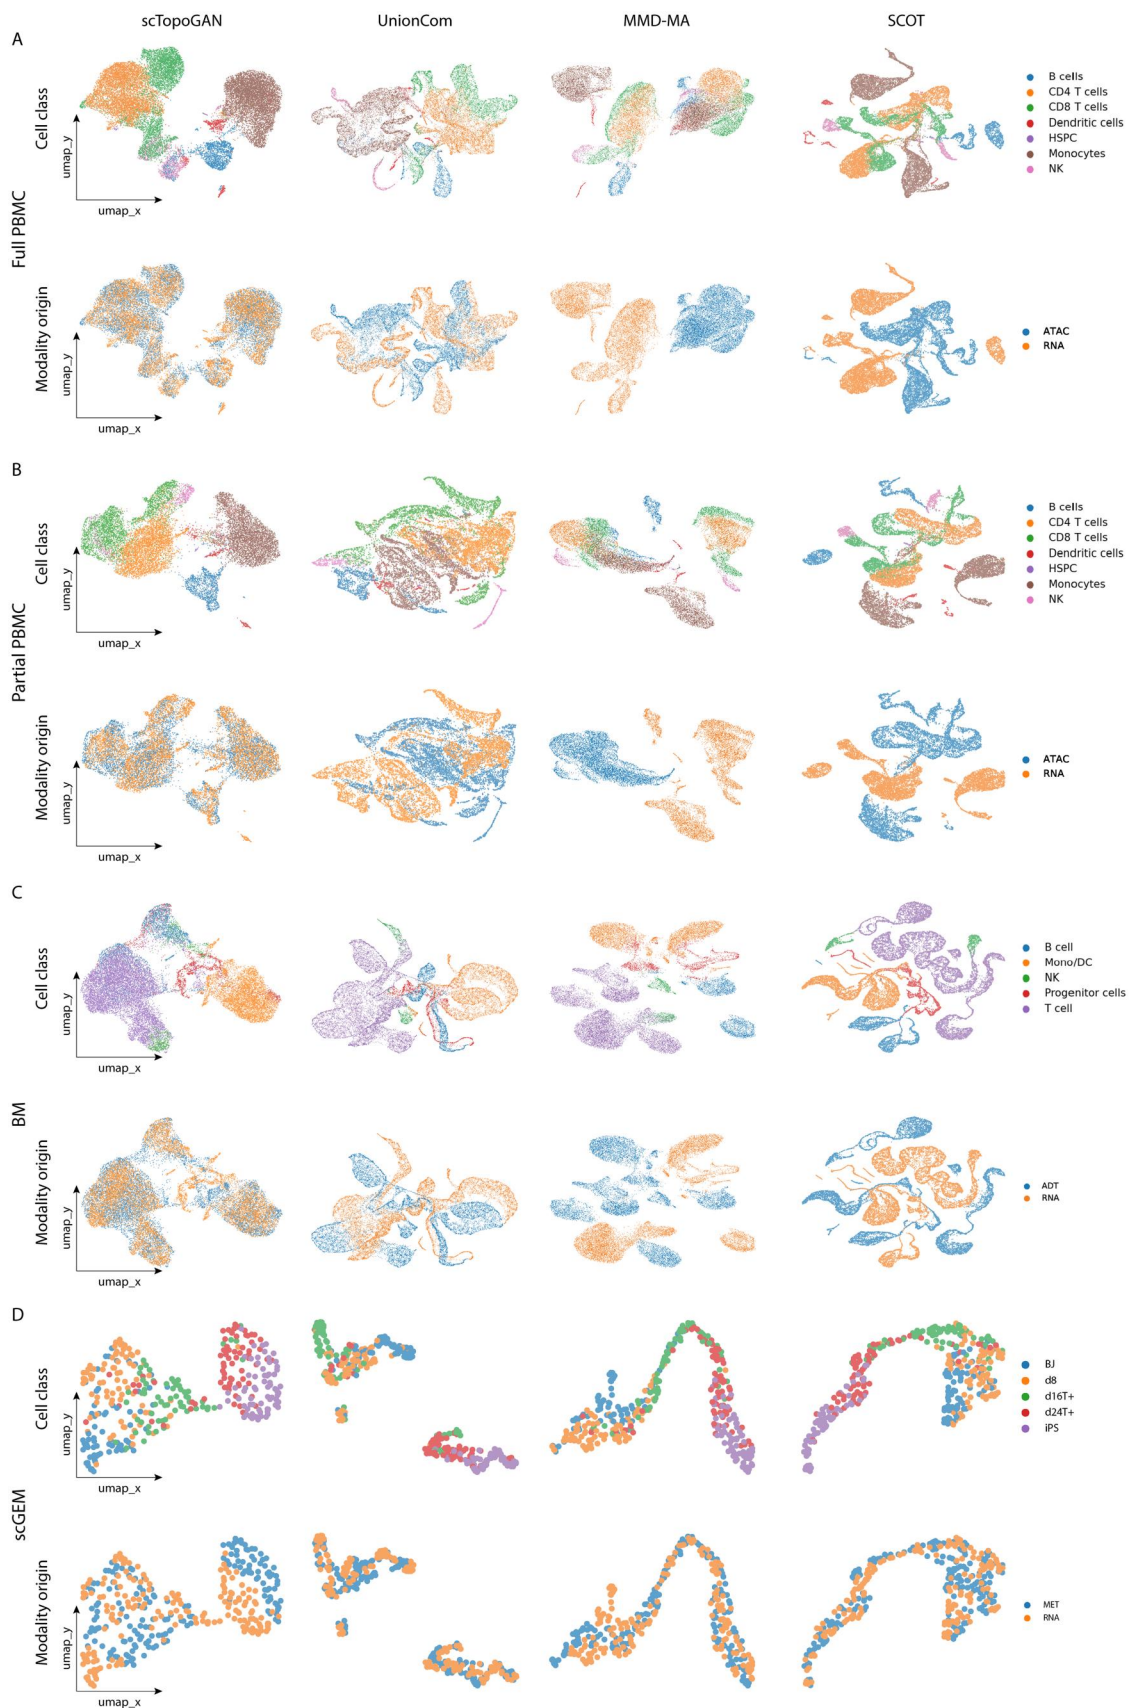 scTopoGAN UnionCom MMD-MA SCOT
A
Full PBMC
Cell class
umap_y
umap_x
B cells
CD4 T cells
CD8 T cells
Dendritic cells
HSPC
Monocytes
NK
Modality origin
umap_y
umap_x
ATAC
RNA
B
Partial PBMC
Cell class
umap_y
umap_x
B cells
CD4 T cells
CD8 T cells
Dendritic cells
HSPC
Monocytes
NK
Modality origin
umap_y
umap_x
ATAC
RNA
C
BM
Cell class
umap_y
umap_x
B cell
Mono/DC
NK
Progenitor cells
T cell
Modality origin
umap_y
umap_x
ADT
RNA
D
scGEM
Cell class
umap_y
umap_x
BJ
d8
d16T+
d24T+
iPS
Modality origin
umap_y
umap_x
MET
RNA